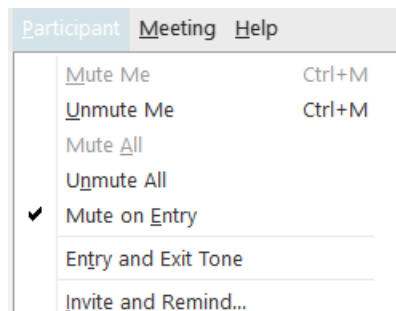 Participant Meeting Help
Mute Me Ctrl+M
Unmute Me Ctrl+M
Mute All
Unmute All
Mute on Entry
Entry and Exit Tone
Invite and Remind...